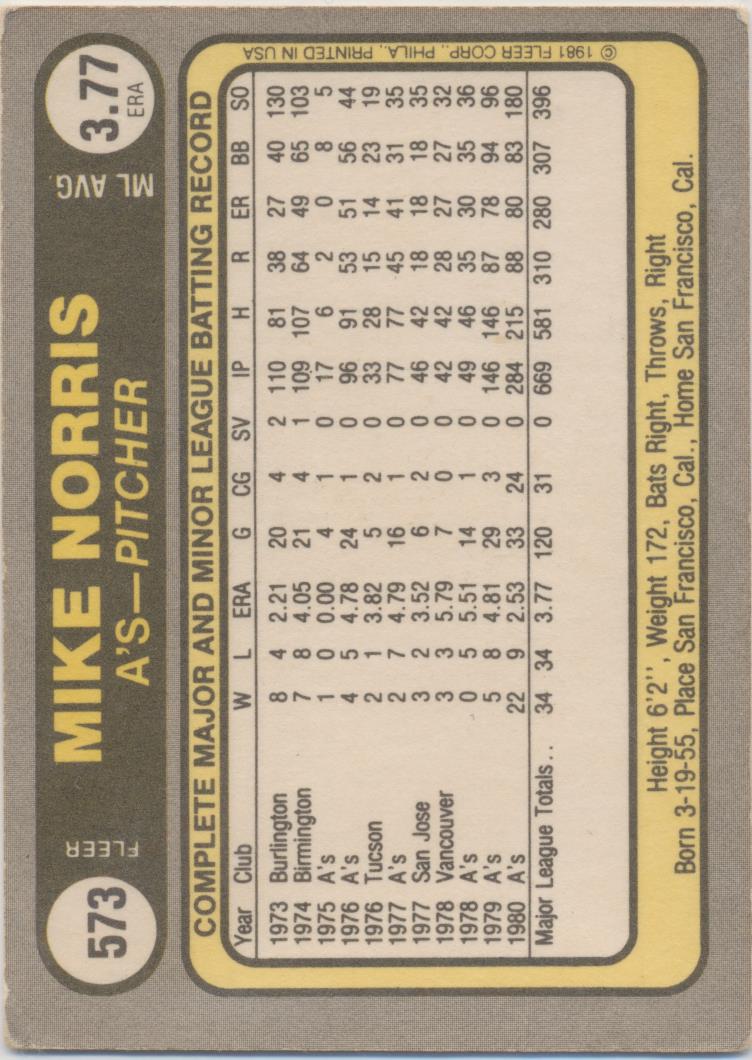 573
FLEER
MIKE NORRIS
A'S—PITCHER
ML AVG.
3.77
ERA
COMPLETE MAJOR AND MINOR LEAGUE BATTING RECORD
Year Club W L ERA G CG SV IP H R ER BB SO
1973 Burlington 8 4 2.21 20 4 2 110 81 38 27 40 130
1974 Birmington 7 8 4.05 21 4 1 109 107 64 49 65 103
1975 A's 1 0 0.00 4 1 0 17 6 2 0 8 5
1976 A's 4 5 4.78 24 1 0 96 91 53 51 56 44
1976 Tucson 2 1 3.82 5 2 0 33 28 15 14 23 19
1977 A's 2 7 4.79 16 1 0 77 77 45 41 31 35
1977 San Jose 3 2 3.52 6 2 0 46 42 18 18 18 35
1978 Vancouver 3 3 5.79 7 0 0 42 42 28 27 27 32
1978 A's 0 5 5.51 14 1 0 49 46 35 30 35 36
1979 A's 5 8 4.81 29 3 0 146 146 87 78 94 96
1980 A's 22 9 2.53 33 24 0 284 215 88 80 83 180
Major League Totals.. 34 34 3.77 120 31 0 669 581 310 280 307 396
Height 6'2'', Weight 172, Bats Right, Throws, Right
Born 3-19-55, Place San Francisco, Cal., Home San Francisco, Cal.
© 1981 FLEER CORP., PHILA., PRINTED IN USA